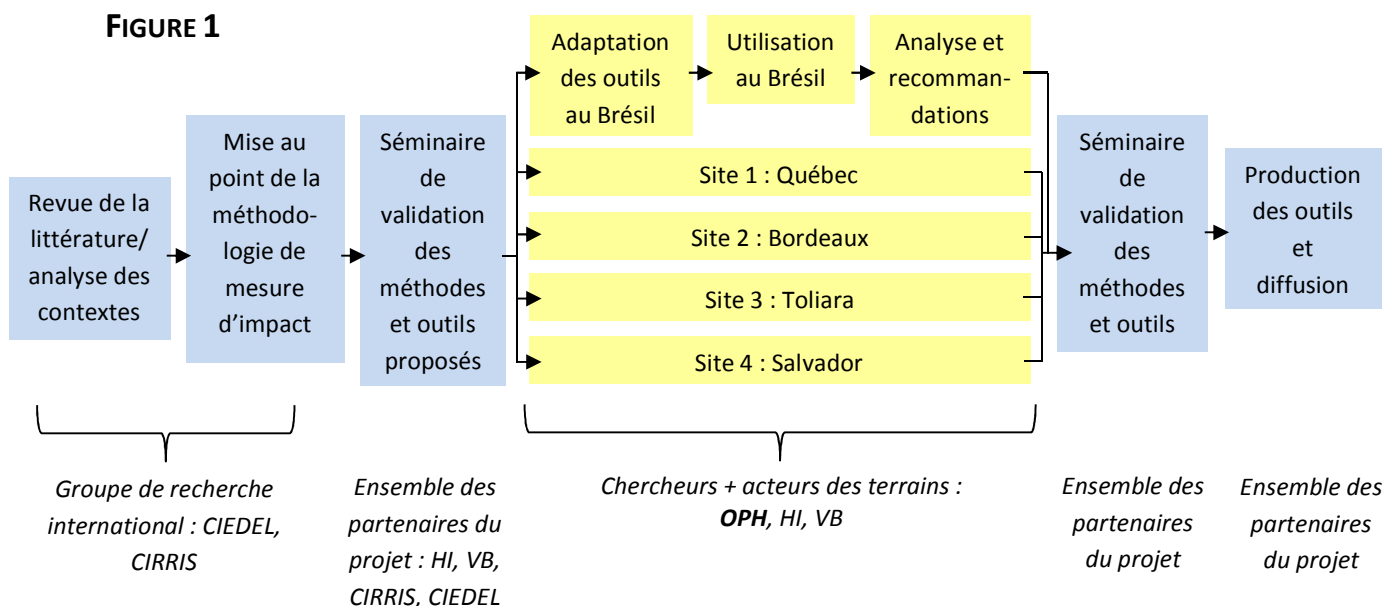 FIGURE 1
Revue de la
littérature/
analyse des
contextes
Mise au
point de la
méthodo-
logie de
mesure
d’impact
Séminaire
de
validation
des
méthodes
et outils
proposés
Adaptation
des outils
au Brésil
Utilisation
au Brésil
Analyse et
recomman-
dations
Site 1 : Québec
Site 2 : Bordeaux
Site 3 : Toliara
Site 4 : Salvador
Séminaire
de
validation
des
méthodes
et outils
Production
des outils
et
diffusion
Groupe de recherche
international : CIEDEL,
CIRRIS
Ensemble des
partenaires du
projet : HI, VB,
CIRRIS, CIEDEL
Chercheurs + acteurs des terrains :
OPH, HI, VB
Ensemble des
partenaires
du projet
Ensemble des
partenaires
du projet